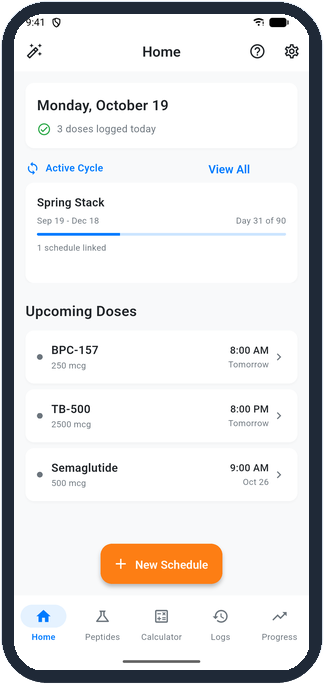 9:41
Home
Monday, October 19
3 doses logged today
Active Cycle
View All
Spring Stack
Sep 19 - Dec 18
Day 31 of 90
1 schedule linked
Upcoming Doses
BPC-157
8:00 AM
250 mcg
Tomorrow
TB-500
8:00 PM
2500 mcg
Tomorrow
Semaglutide
9:00 AM
500 mcg
Oct 26
+ New Schedule
Home
Peptides
Calculator
Logs
Progress